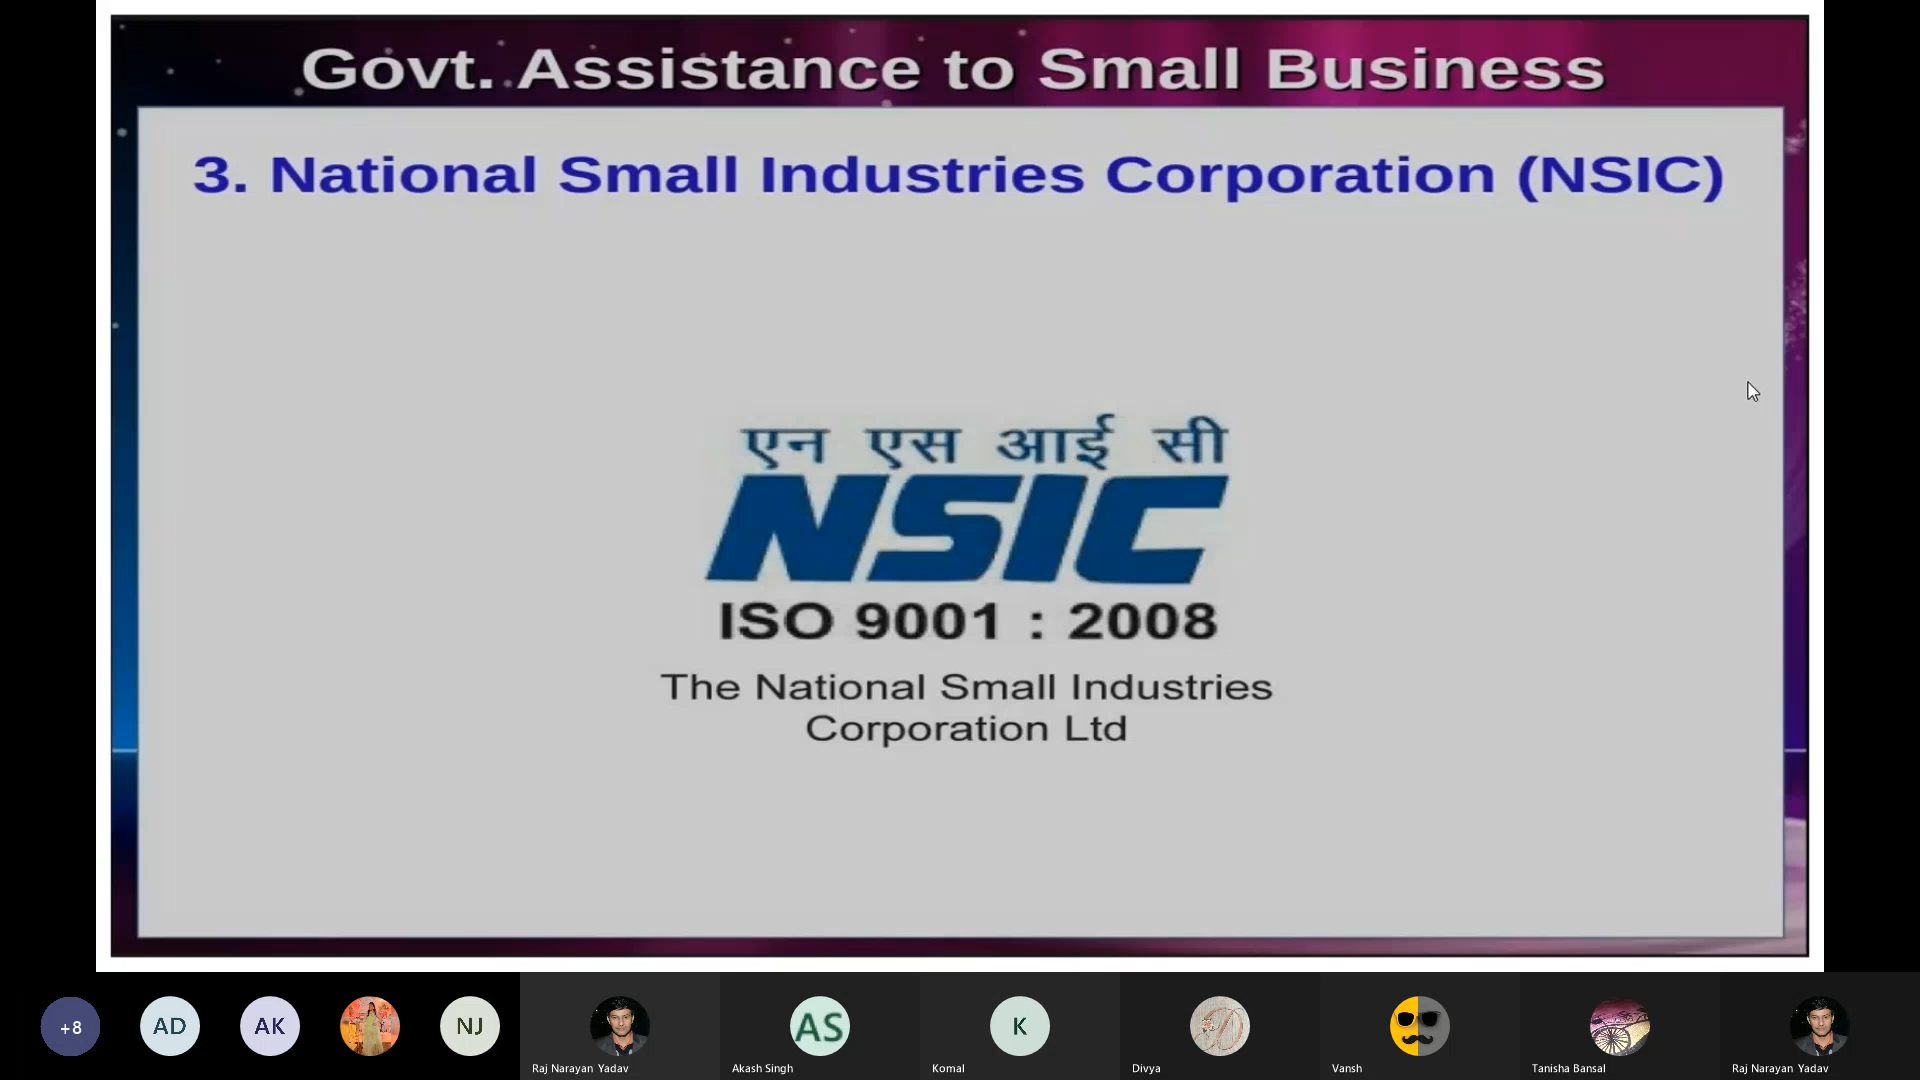 Govt. Assistance to Small Business
3. National Small Industries Corporation (NSIC)
एन एस आई सी
NSIC
ISO 9001 : 2008
The National Small Industries
Corporation Ltd
+8
AD
AK
NJ
AS
K
D
Raj Narayan Yadav
Akash Singh
Komal
Divya
Vansh
Tanisha Bansal
Raj Narayan Yadav